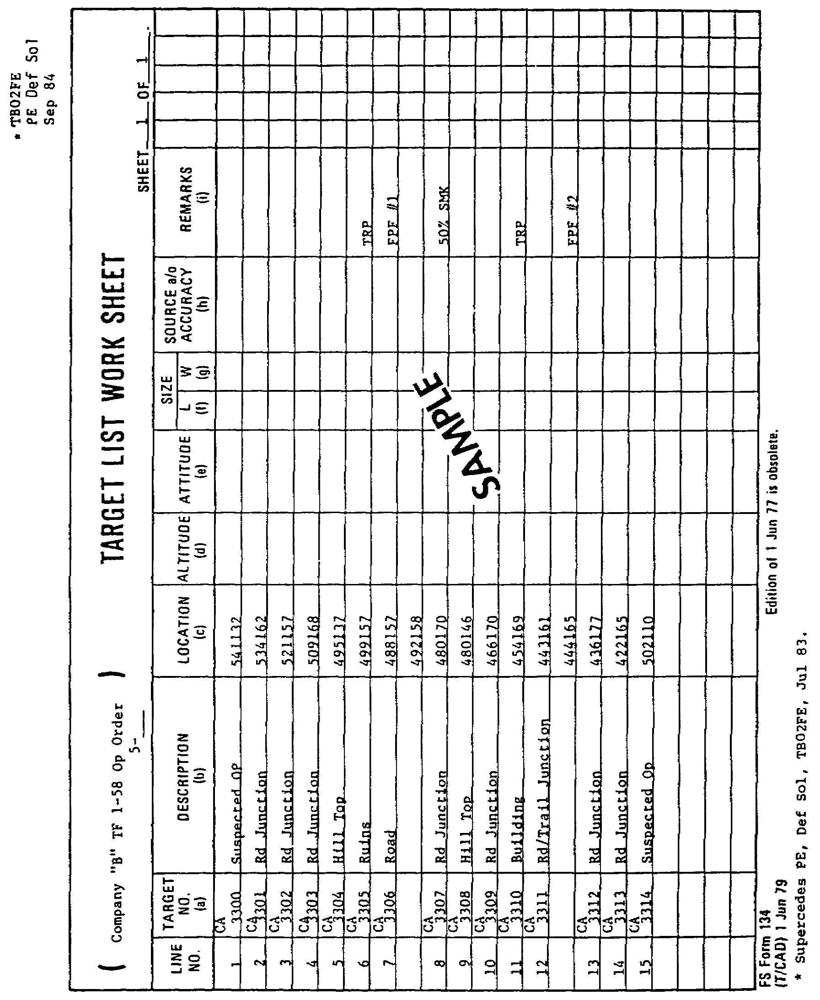 * TB02FE
PE Def Sol
Sep 84
( Company "B" TF 1-58 Op Order )
5-___
TARGET LIST WORK SHEET
SHEET 1 OF 1
LINE NO. TARGET NO. (a) DESCRIPTION (b) LOCATION (c) ALTITUDE (d) ATTITUDE (e) SIZE L (f) W (g) SOURCE a/o ACCURACY (h) REMARKS (i)
1 CA 3300 Suspected OP 541132
2 CA 3301 Rd Junction 534162
3 CA 3302 Rd Junction 521157
4 CA 3303 Rd Junction 509168
5 CA 3304 Hill Top 495137
6 CA 3305 Ruins 499157 TRP
7 CA 3306 Road 488157 FPF #1
492158
8 CA 3307 Rd Junction 480170 50% SMK
9 CA 3308 Hill Top 480146
10 CA 3309 Rd Junction 466170
11 CA 3310 Building 454169 TRP
12 CA 3311 Rd/Trail Junction 443161
444165 FPF #2
13 CA 3312 Rd Junction 436177
14 CA 3313 Rd Junction 422165
15 CA 3314 Suspected Op 502110
SAMPLE
FS Form 134
(T/CAD) 1 Jun 79
Edition of 1 Jun 77 is obsolete.
* Supercedes PE, Def Sol, TB02FE, Jul 83.